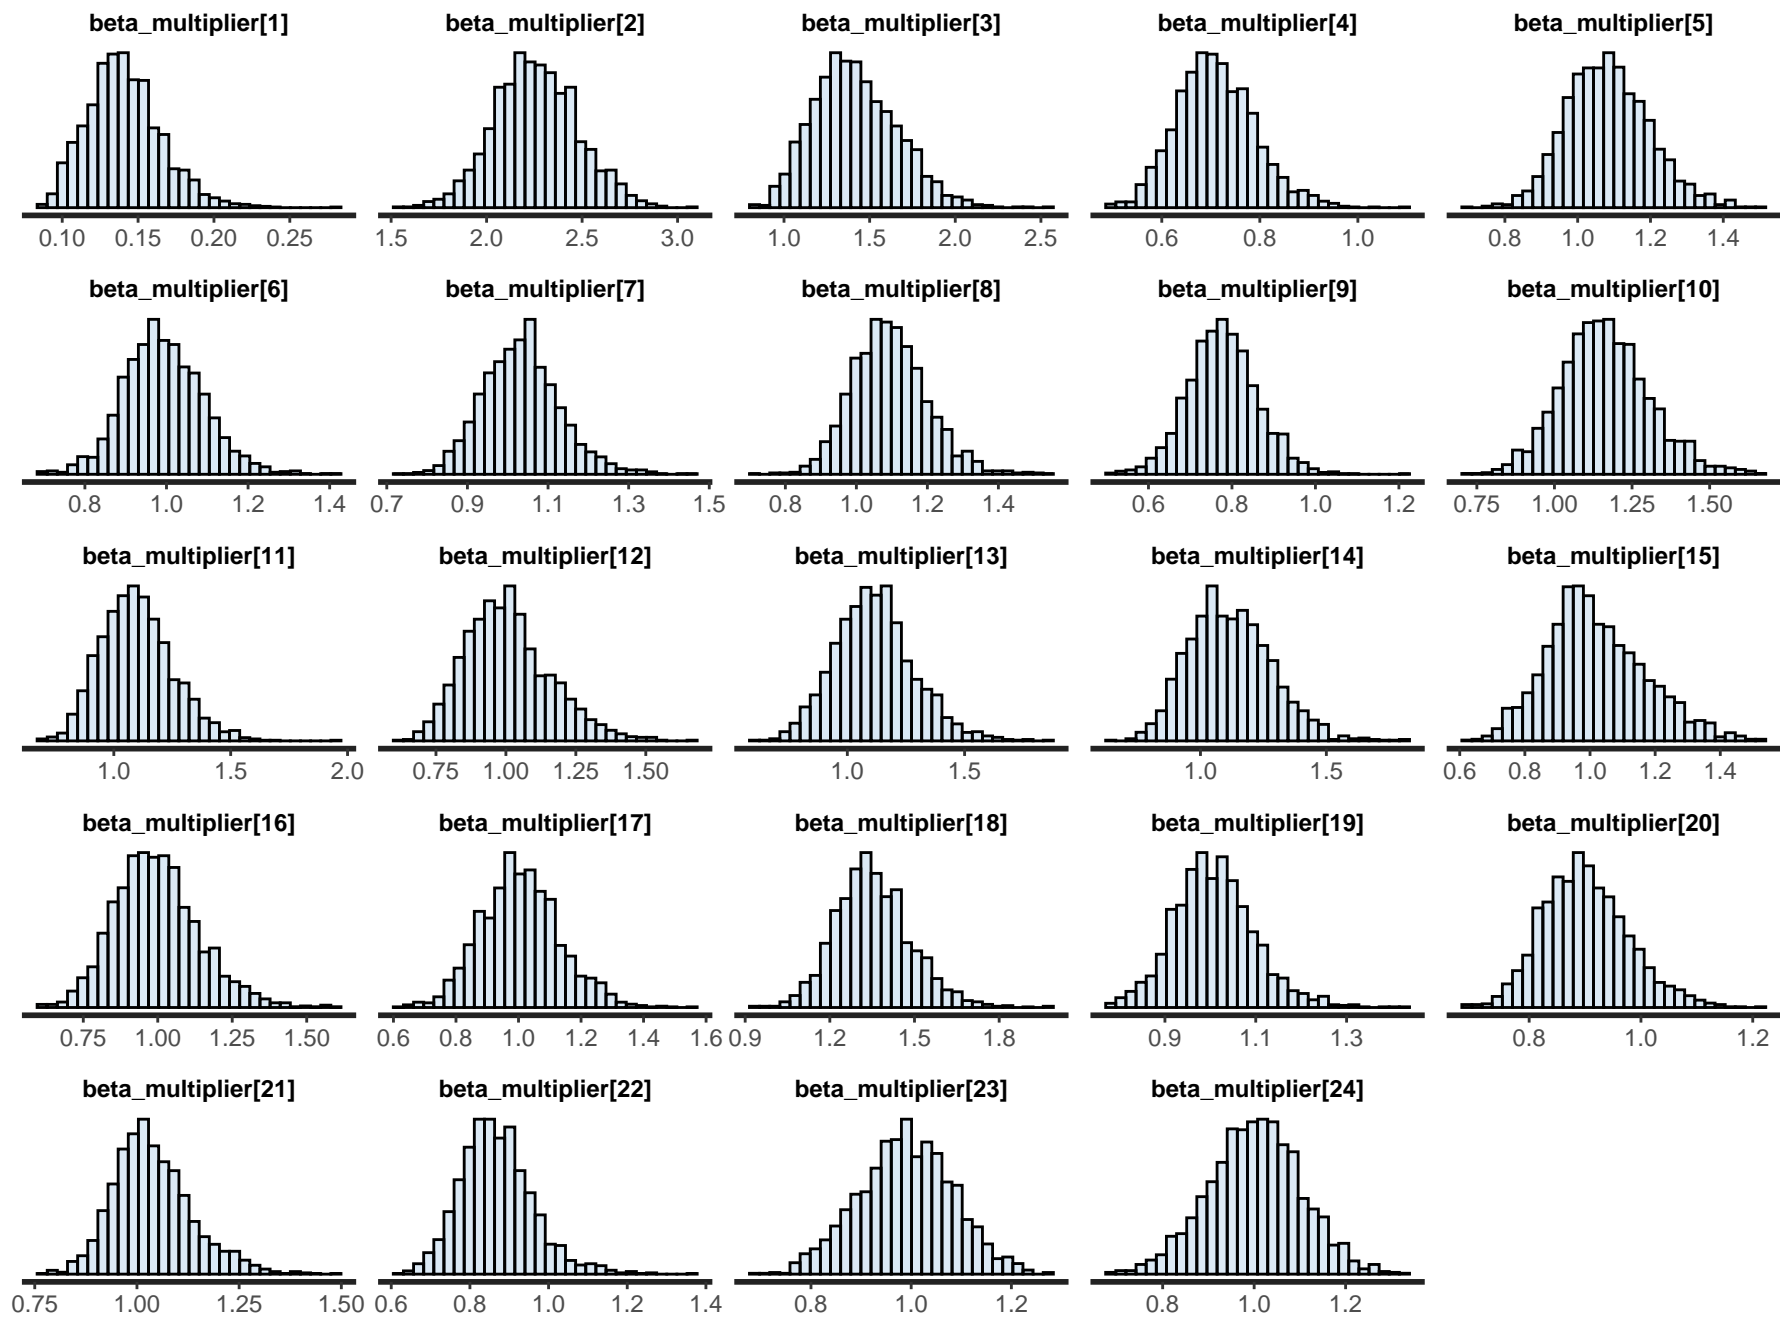 beta_multiplier[1] beta_multiplier[2] beta_multiplier[3] beta_multiplier[4] beta_multiplier[5]
0.10 0.15 0.20 0.25 1.5 2.0 2.5 3.0 1.0 1.5 2.0 2.5 0.6 0.8 1.0 0.8 1.0 1.2 1.4
beta_multiplier[6] beta_multiplier[7] beta_multiplier[8] beta_multiplier[9] beta_multiplier[10]
0.8 1.0 1.2 1.4 0.7 0.9 1.1 1.3 1.5 0.8 1.0 1.2 1.4 0.6 0.8 1.0 1.2 0.75 1.00 1.25 1.50
beta_multiplier[11] beta_multiplier[12] beta_multiplier[13] beta_multiplier[14] beta_multiplier[15]
1.0 1.5 2.0 0.75 1.00 1.25 1.50 1.0 1.5 1.0 1.5 0.6 0.8 1.0 1.2 1.4
beta_multiplier[16] beta_multiplier[17] beta_multiplier[18] beta_multiplier[19] beta_multiplier[20]
0.75 1.00 1.25 1.50 0.6 0.8 1.0 1.2 1.4 1.6 0.9 1.2 1.5 1.8 0.9 1.1 1.3 0.8 1.0 1.2
beta_multiplier[21] beta_multiplier[22] beta_multiplier[23] beta_multiplier[24]
0.75 1.00 1.25 1.50 0.6 0.8 1.0 1.2 1.4 0.8 1.0 1.2 0.8 1.0 1.2